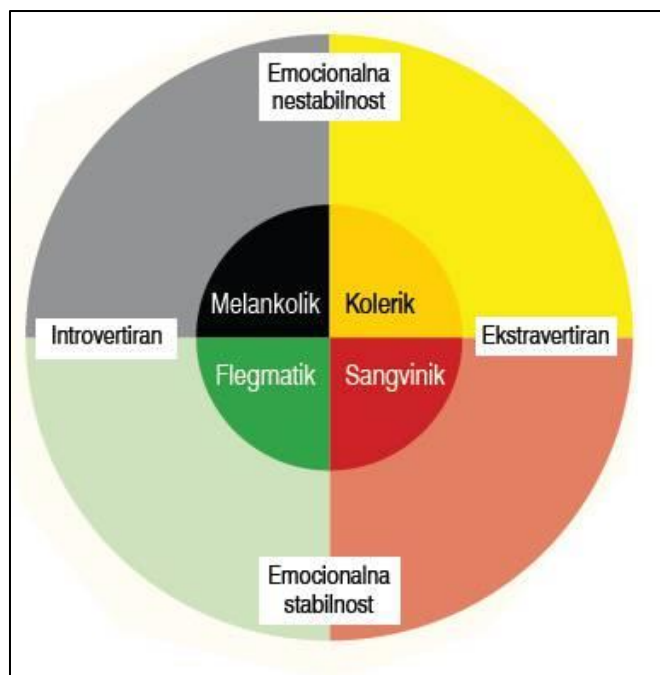 Emocionalna
nestabilnost
Melankolik
Kolerik
Introvertiran
Ekstravertiran
Flegmatik
Sangvinik
Emocionalna
stabilnost